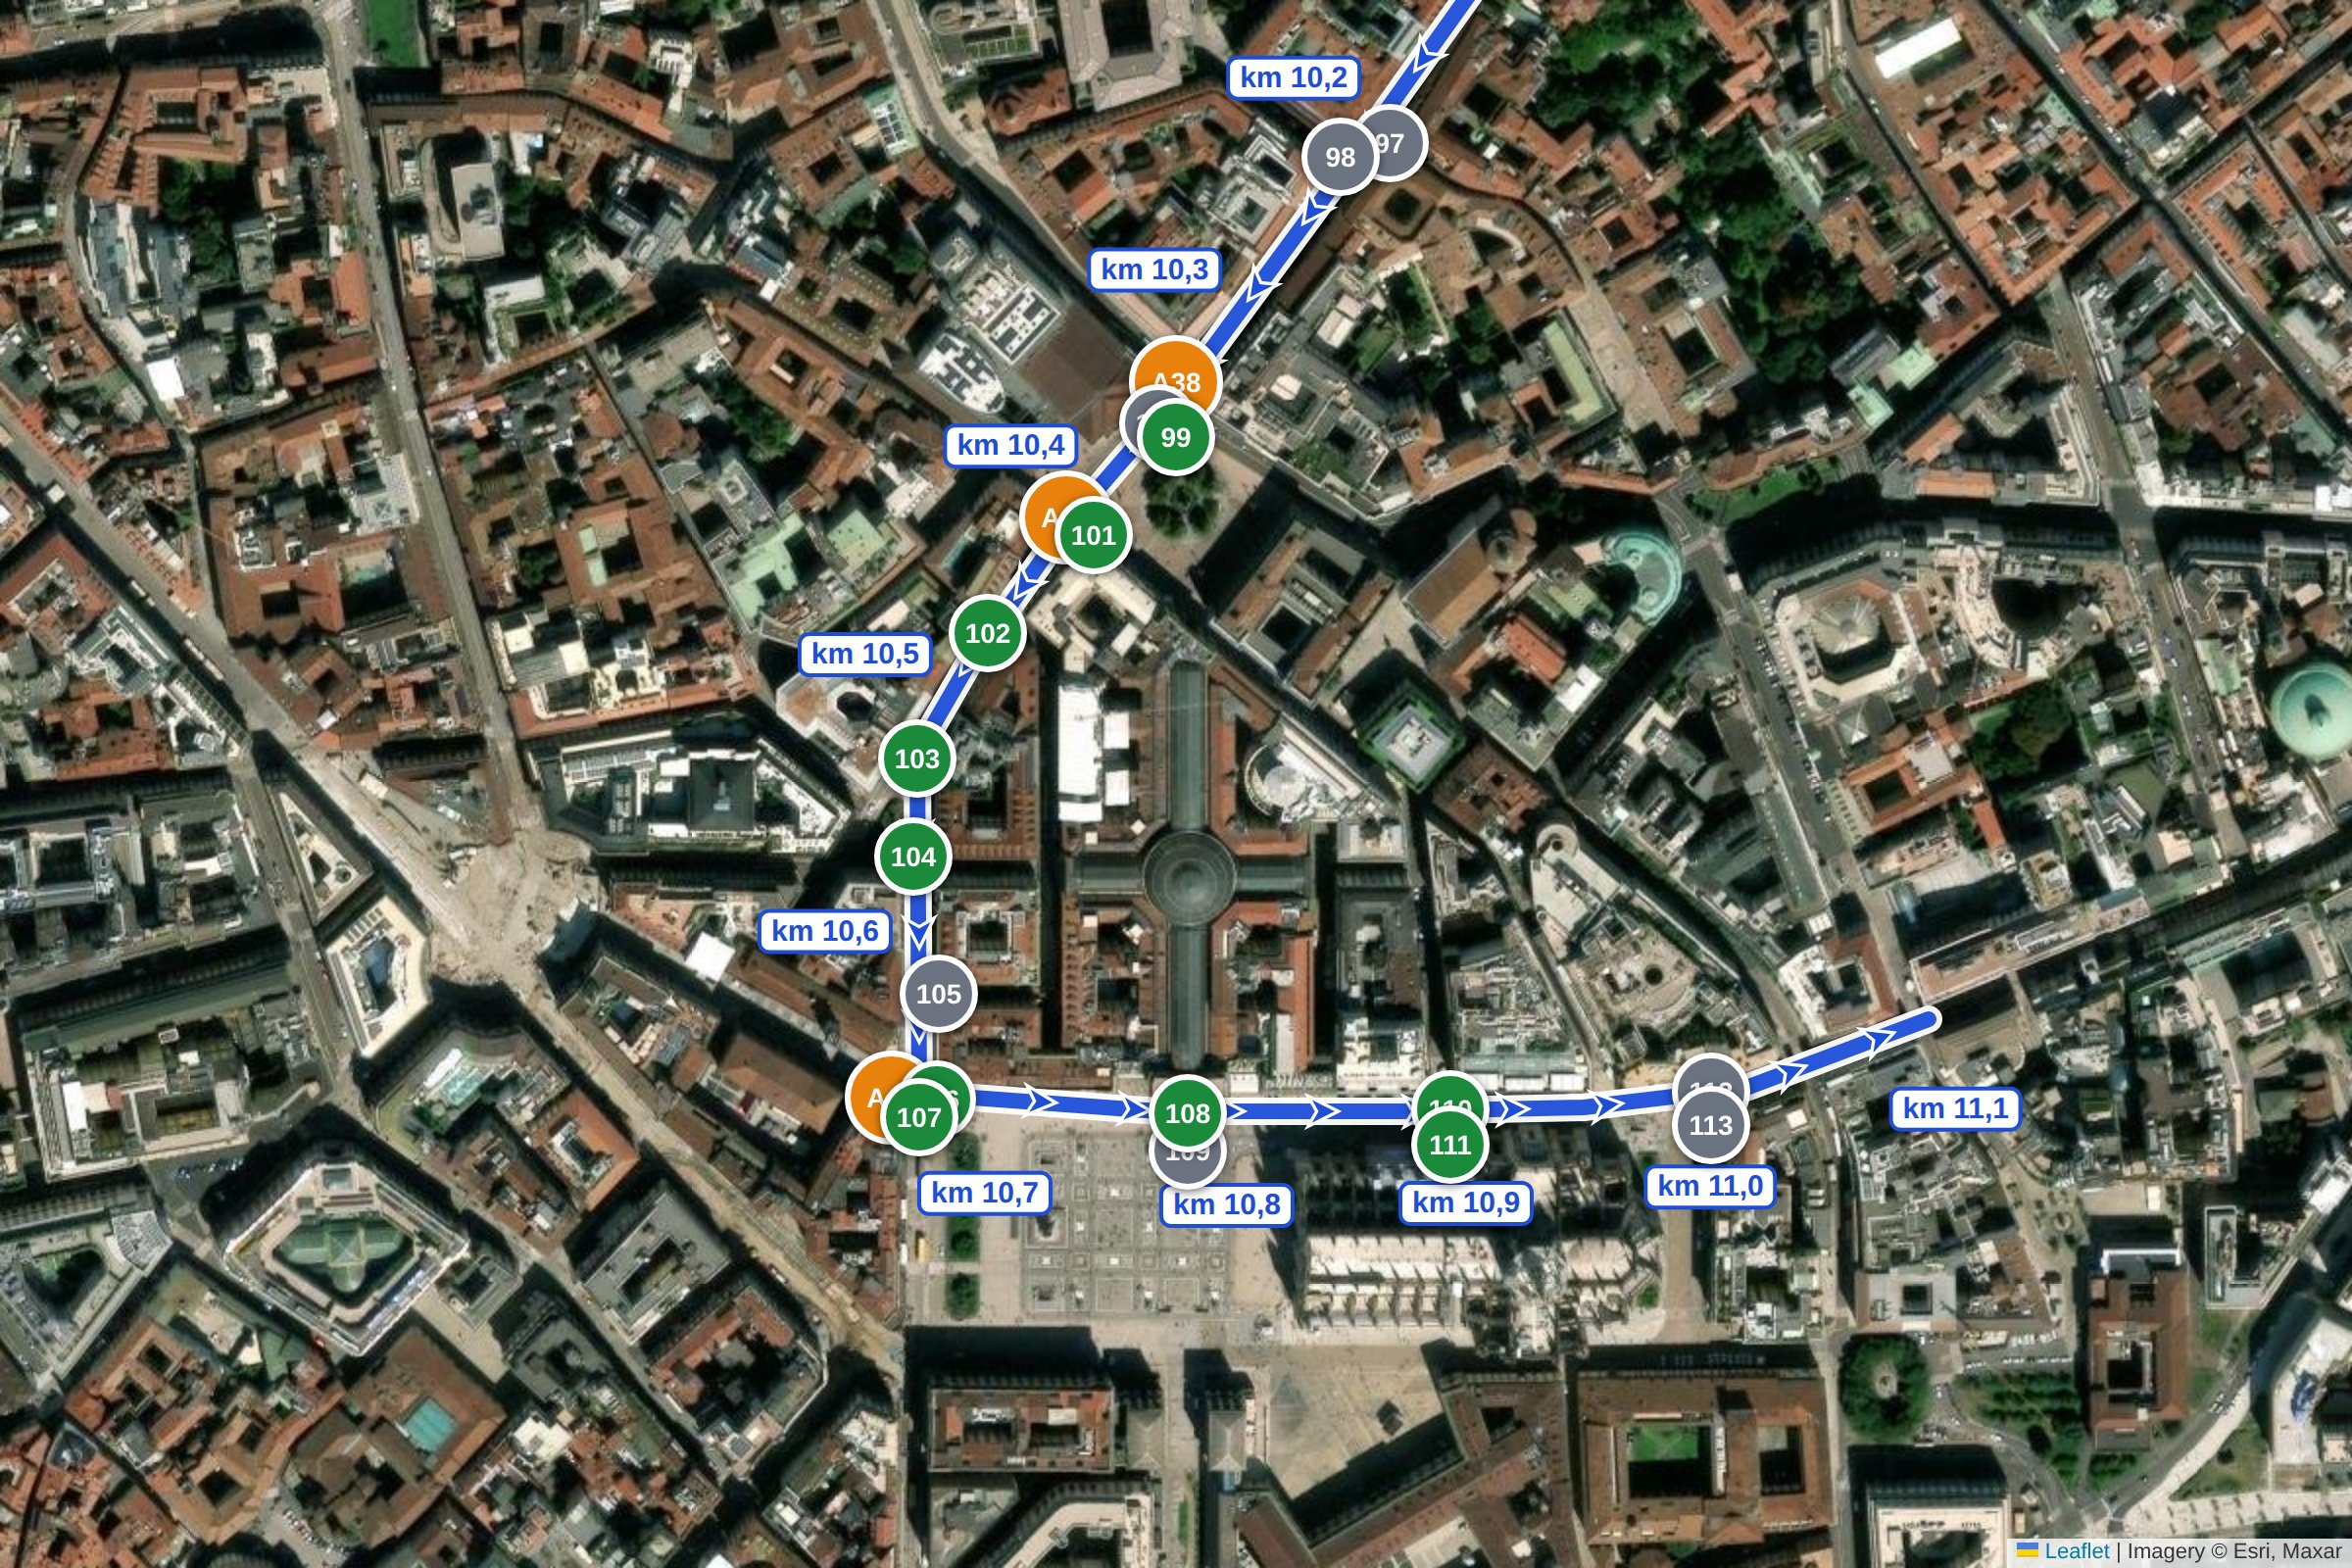 km 10,2
97
98
km 10,3
A38
99
km 10,4
101
102
km 10,5
103
104
km 10,6
105
107
108
111
113
km 10,7
km 10,8
km 10,9
km 11,0
km 11,1
Leaflet | Imagery © Esri, Maxar